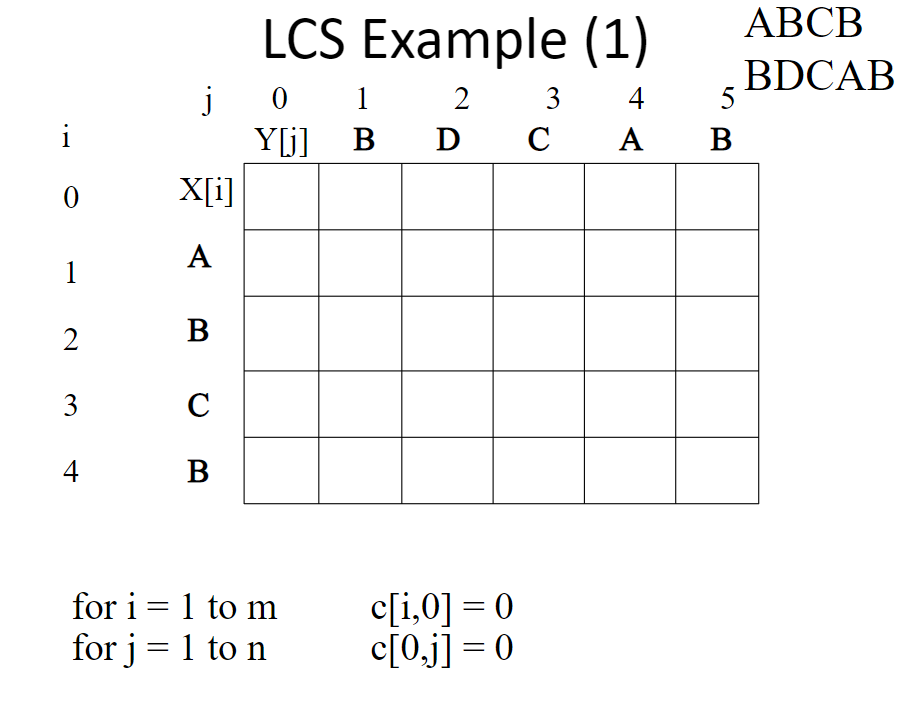 LCS Example (1)
ABCB
BDCAB
j 0 1 2 3 4 5
i Y[j] B D C A B
0 X[i]
1 A
2 B
3 C
4 B
for i = 1 to m c[i,0] = 0
for j = 1 to n c[0,j] = 0